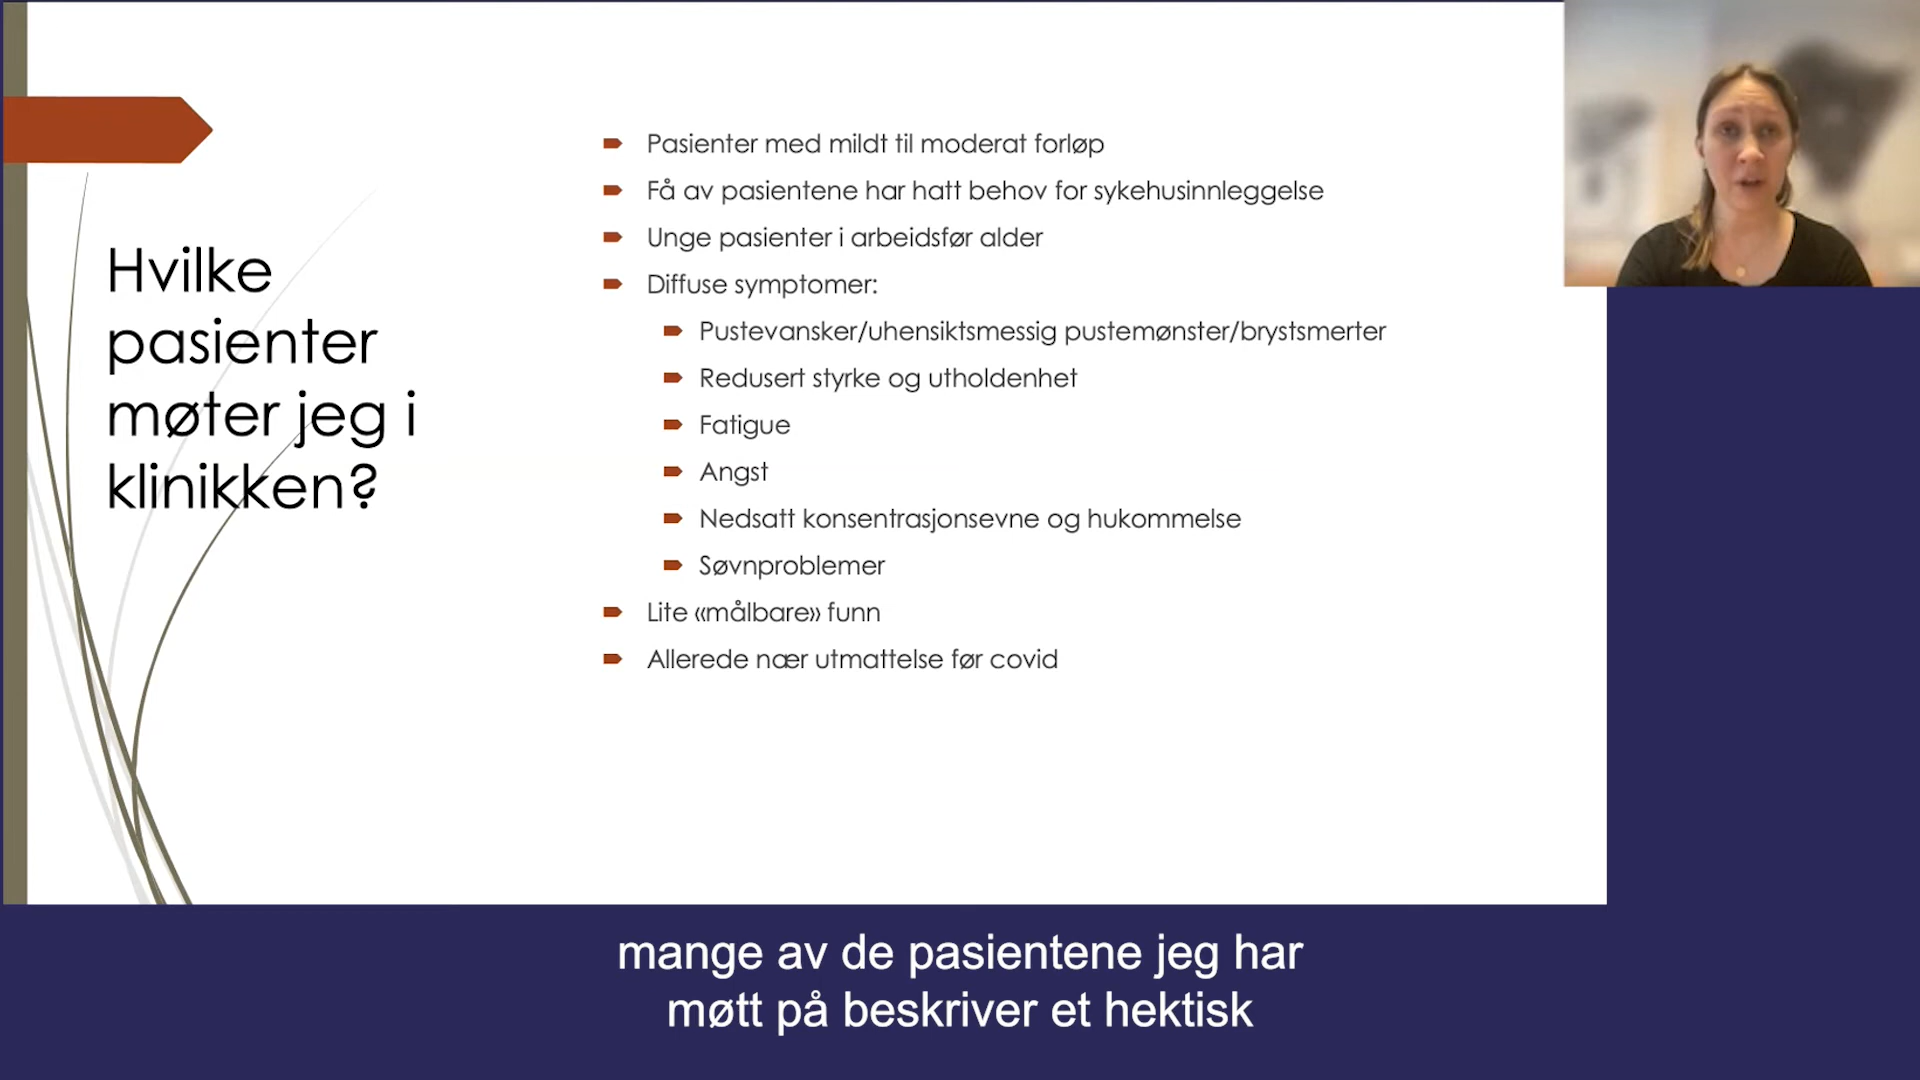 Hvilke
pasienter
møter jeg i
klinikken?
Pasienter med mildt til moderat forløp
Få av pasientene har hatt behov for sykehusinnleggelse
Unge pasienter i arbeidsfør alder
Diffuse symptomer:
Pustevansker/uhensiktsmessig pustemønster/brystsmerter
Redusert styrke og utholdenhet
Fatigue
Angst
Nedsatt konsentrasjonsevne og hukommelse
Søvnproblemer
Lite «målbare» funn
Allerede nær utmattelse før covid
mange av de pasientene jeg har
møtt på beskriver et hektisk